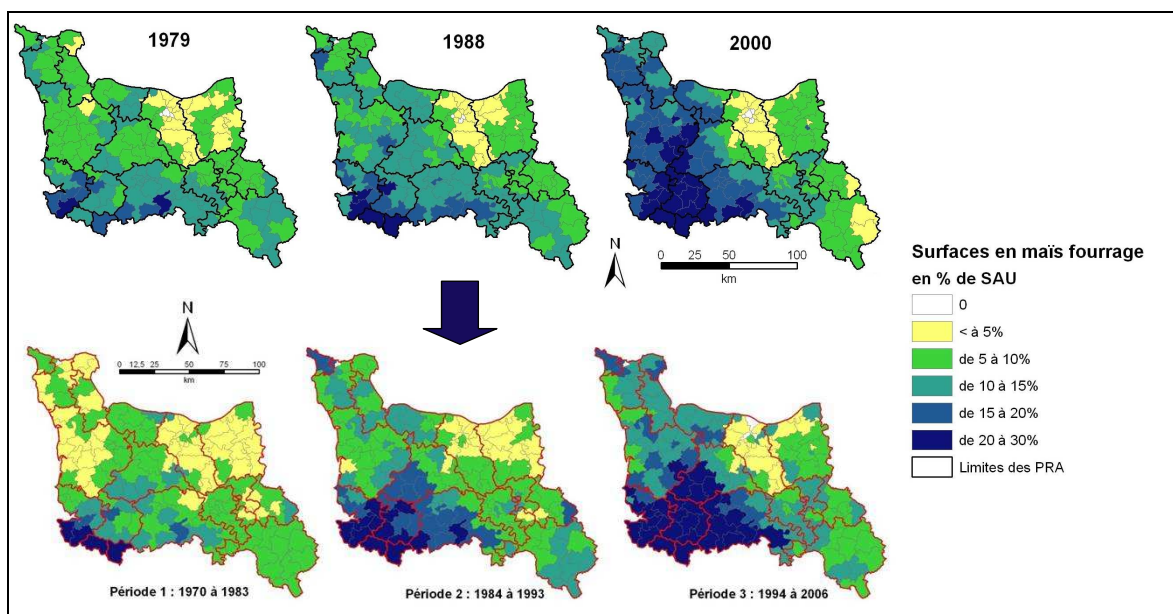 1979
1988
2000
N
0 25 50 100
km
N
0 12,5 25 50 75 100
km
Surfaces en maïs fourrage
en % de SAU
0
< à 5%
de 5 à 10%
de 10 à 15%
de 15 à 20%
de 20 à 30%
Limites des PRA
Période 1 : 1970 à 1983
Période 2 : 1984 à 1993
Période 3 : 1994 à 2006